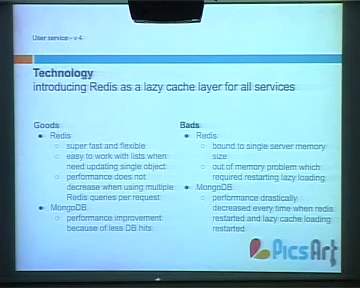 User service - v 4
Technology
introducing Redis as a lazy cache layer for all services
Goods
Redis
super fast and flexible
easy to work with lists when
need updating single object
performance does not
decrease when using multiple
Redis queries per request
MongoDB
performance improvement
because of less DB hits
Bads
Redis
bound to single server memory
size
out of memory problem which
required restarting lazy loading
MongoDB
performance drastically
decreased every time when redis
restarted and lazy cache loading
restarted
PicsArt